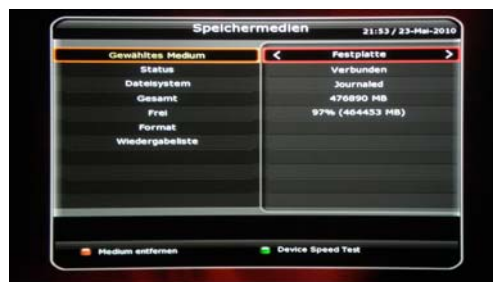 Speichermedien
21:53 / 23-Mai-2010
Gewähltes Medium < Festplatte >
Status Verbunden
Dateisystem Journaled
Gesamt 476890 MB
Frei 97% (464453 MB)
Format
Wiedergabeliste
Medium entfernen Device Speed Test